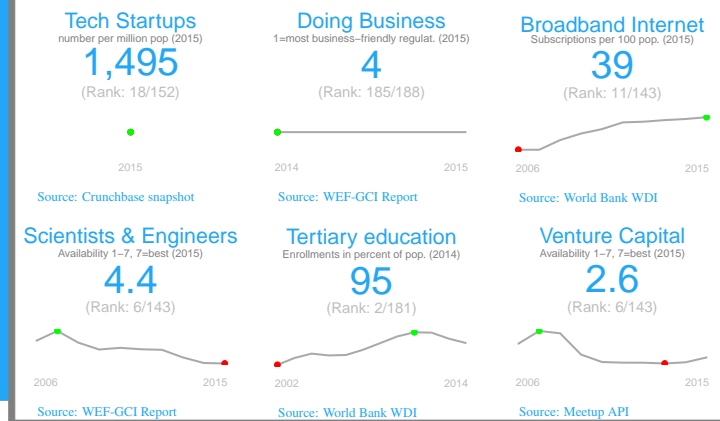 Tech Startups
number per million pop (2015)
1,495
(Rank: 18/152)
2015
Source: Crunchbase snapshot
Doing Business
1=most business−friendly regulat. (2015)
4
(Rank: 185/188)
2014 2015
Source: WEF-GCI Report
Broadband Internet
Subscriptions per 100 pop. (2015)
39
(Rank: 11/143)
2006 2015
Source: World Bank WDI
Scientists & Engineers
Availability 1−7, 7=best (2015)
4.4
(Rank: 6/143)
2006 2015
Source: WEF-GCI Report
Tertiary education
Enrollments in percent of pop. (2014)
95
(Rank: 2/181)
2002 2014
Source: World Bank WDI
Venture Capital
Availability 1−7, 7=best (2015)
2.6
(Rank: 6/143)
2006 2015
Source: Meetup API